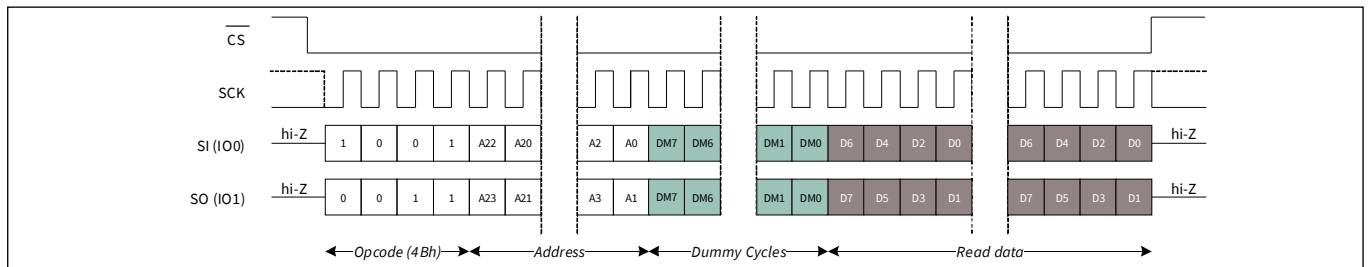 CS
SCK
hi-Z hi-Z
SI (IO0) 1 0 0 1 A22 A20 A2 A0 DM7 DM6 DM1 DM0 D6 D4 D2 D0 D6 D4 D2 D0
hi-Z hi-Z
SO (IO1) 0 0 1 1 A23 A21 A3 A1 DM7 DM6 DM1 DM0 D7 D5 D3 D1 D7 D5 D3 D1
Opcode (4Bh) Address Dummy Cycles Read data